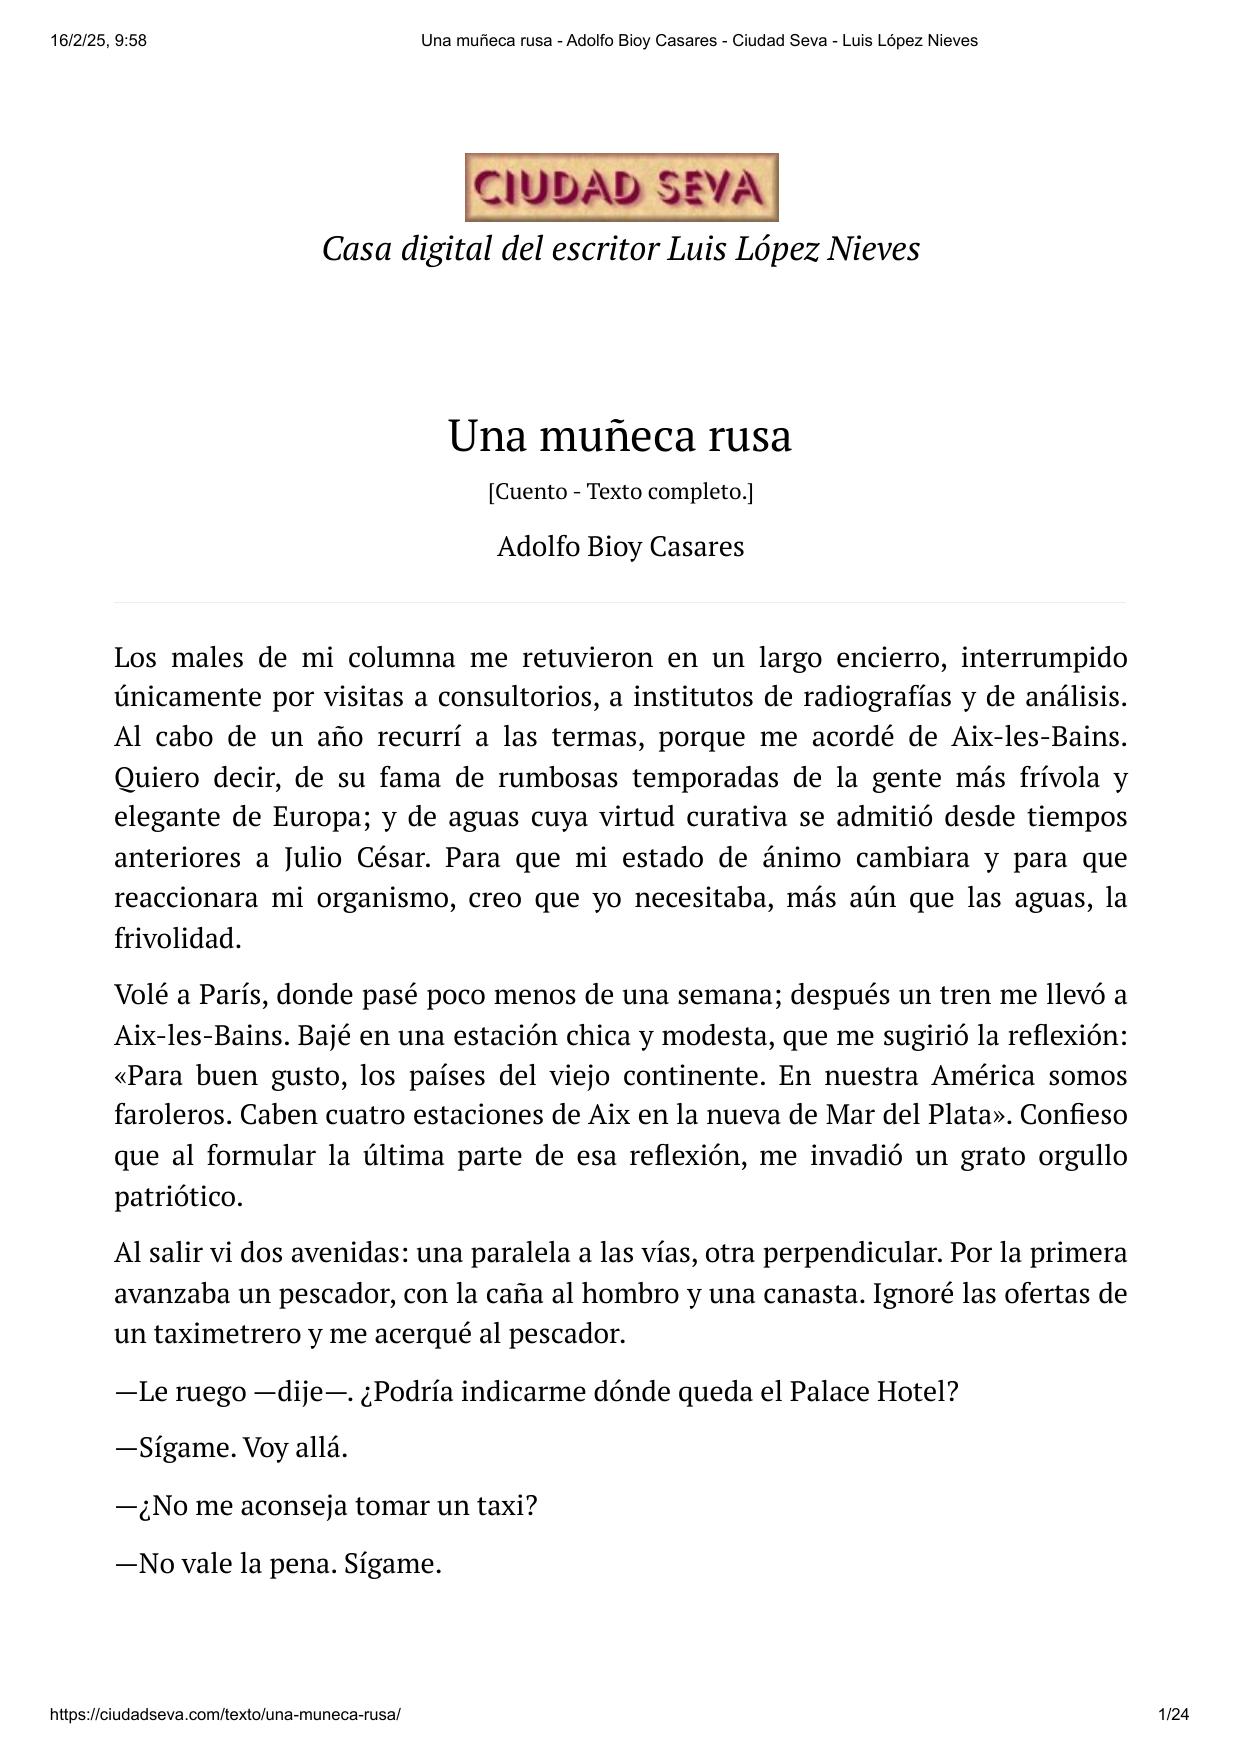 16/2/25, 9:58
Una muñeca rusa - Adolfo Bioy Casares - Ciudad Seva - Luis López Nieves
CIUDAD SEVA
Casa digital del escritor Luis López Nieves
Una muñeca rusa
[Cuento - Texto completo.]
Adolfo Bioy Casares
Los males de mi columna me retuvieron en un largo encierro, interrumpido
únicamente por visitas a consultorios, a institutos de radiografías y de análisis.
Al cabo de un año recurrí a las termas, porque me acordé de Aix-les-Bains.
Quiero decir, de su fama de rumbosas temporadas de la gente más frívola y
elegante de Europa; y de aguas cuya virtud curativa se admitió desde tiempos
anteriores a Julio César. Para que mi estado de ánimo cambiara y para que
reaccionara mi organismo, creo que yo necesitaba, más aún que las aguas, la
frivolidad.
Volé a París, donde pasé poco menos de una semana; después un tren me llevó a
Aix-les-Bains. Bajé en una estación chica y modesta, que me sugirió la reflexión:
«Para buen gusto, los países del viejo continente. En nuestra América somos
faroleros. Caben cuatro estaciones de Aix en la nueva de Mar del Plata». Confieso
que al formular la última parte de esa reflexión, me invadió un grato orgullo
patriótico.
Al salir vi dos avenidas: una paralela a las vías, otra perpendicular. Por la primera
avanzaba un pescador, con la caña al hombro y una canasta. Ignoré las ofertas de
un taximetrero y me acerqué al pescador.
—Le ruego —dije—. ¿Podría indicarme dónde queda el Palace Hotel?
—Sígame. Voy allá.
—¿No me aconseja tomar un taxi?
—No vale la pena. Sígame.
https://ciudadseva.com/texto/una-muneca-rusa/
1/24